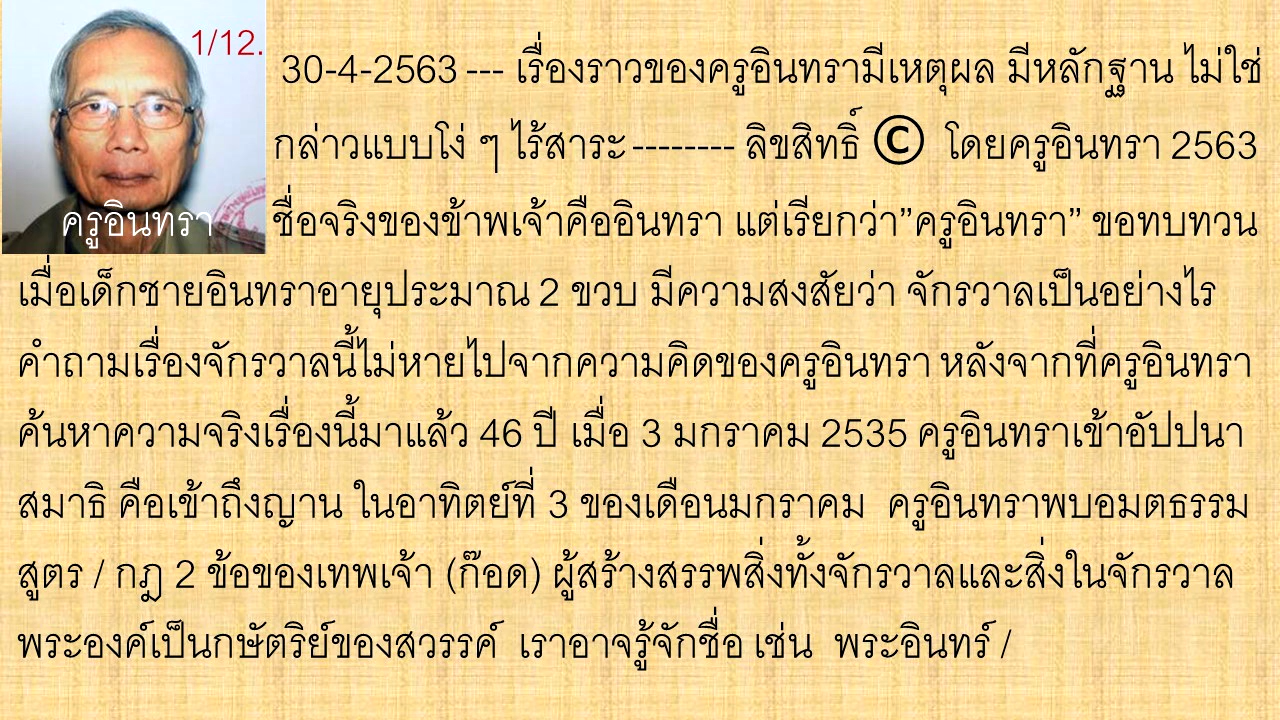 1/12.
30-4-2563 --- เรื่องราวของครูอินทรามีเหตุผล มีหลักฐาน ไม่ใช่
กล่าวแบบโง่ ๆ ไร้สาระ -------- ลิขสิทธิ์ © โดยครูอินทรา 2563
ครูอินทรา
ชื่อจริงของข้าพเจ้าคืออินทรา แต่เรียกว่า”ครูอินทรา” ขอทบทวน
เมื่อเด็กชายอินทราอายุประมาณ 2 ขวบ มีความสงสัยว่า จักรวาลเป็นอย่างไร
คำถามเรื่องจักรวาลนี้ไม่หายไปจากความคิดของครูอินทรา หลังจากที่ครูอินทรา
ค้นหาความจริงเรื่องนี้มาแล้ว 46 ปี เมื่อ 3 มกราคม 2535 ครูอินทราเข้าอัปปนา
สมาธิ คือเข้าถึงญาน ในอาทิตย์ที่ 3 ของเดือนมกราคม ครูอินทราพบอมตธรรม
สูตร / กฎ 2 ข้อของเทพเจ้า (ก๊อด) ผู้สร้างสรรพสิ่งทั้งจักรวาลและสิ่งในจักรวาล
พระองค์เป็นกษัตริย์ของสวรรค์ เราอาจรู้จักชื่อ เช่น พระอินทร์ /